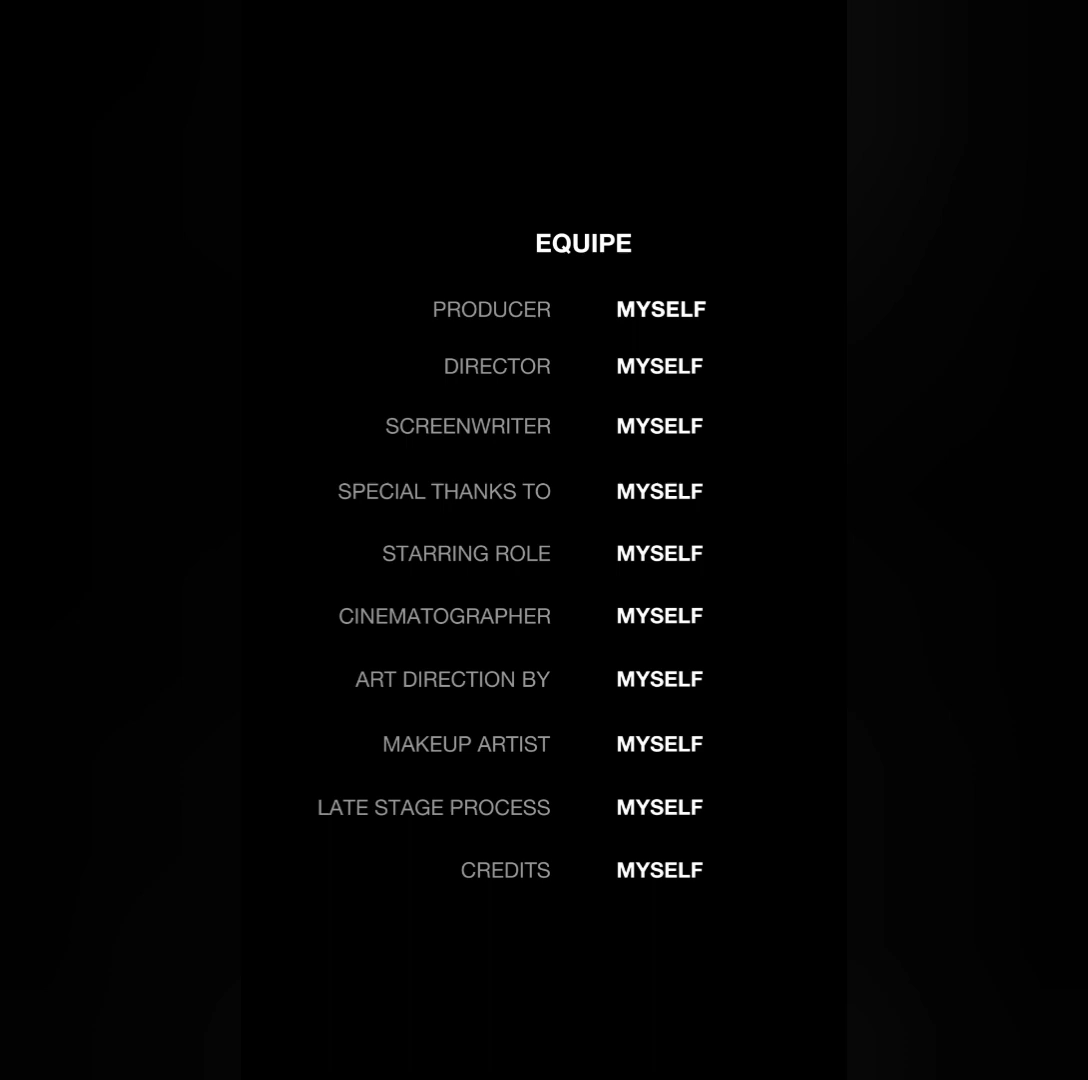 EQUIPE
PRODUCER MYSELF
DIRECTOR MYSELF
SCREENWRITER MYSELF
SPECIAL THANKS TO MYSELF
STARRING ROLE MYSELF
CINEMATOGRAPHER MYSELF
ART DIRECTION BY MYSELF
MAKEUP ARTIST MYSELF
LATE STAGE PROCESS MYSELF
CREDITS MYSELF